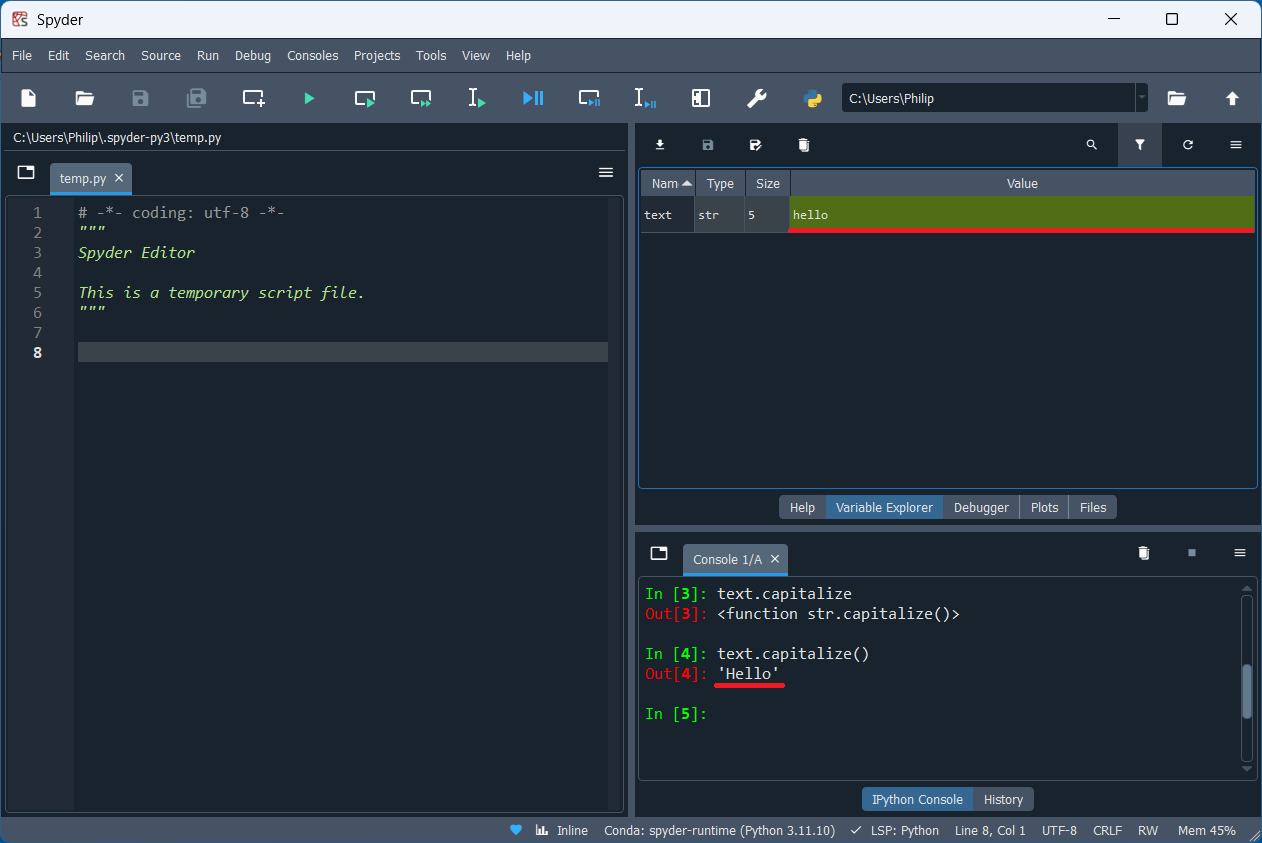 Spyder
File Edit Search Source Run Debug Consoles Projects Tools View Help
C:\Users\Philip
C:\Users\Philip\.spyder-py3\temp.py
temp.py
1 # -*- coding: utf-8 -*-
2 """
3 Spyder Editor
4
5 This is a temporary script file.
6 """
7
8
Nam Type Size Value
text str 5 hello
Help Variable Explorer Debugger Plots Files
Console 1/A
In [3]: text.capitalize
Out[3]: <function str.capitalize()>
In [4]: text.capitalize()
Out[4]: 'Hello'
In [5]:
IPython Console History
Inline Conda: spyder-runtime (Python 3.11.10) LSP: Python Line 8, Col 1 UTF-8 CRLF RW Mem 45%